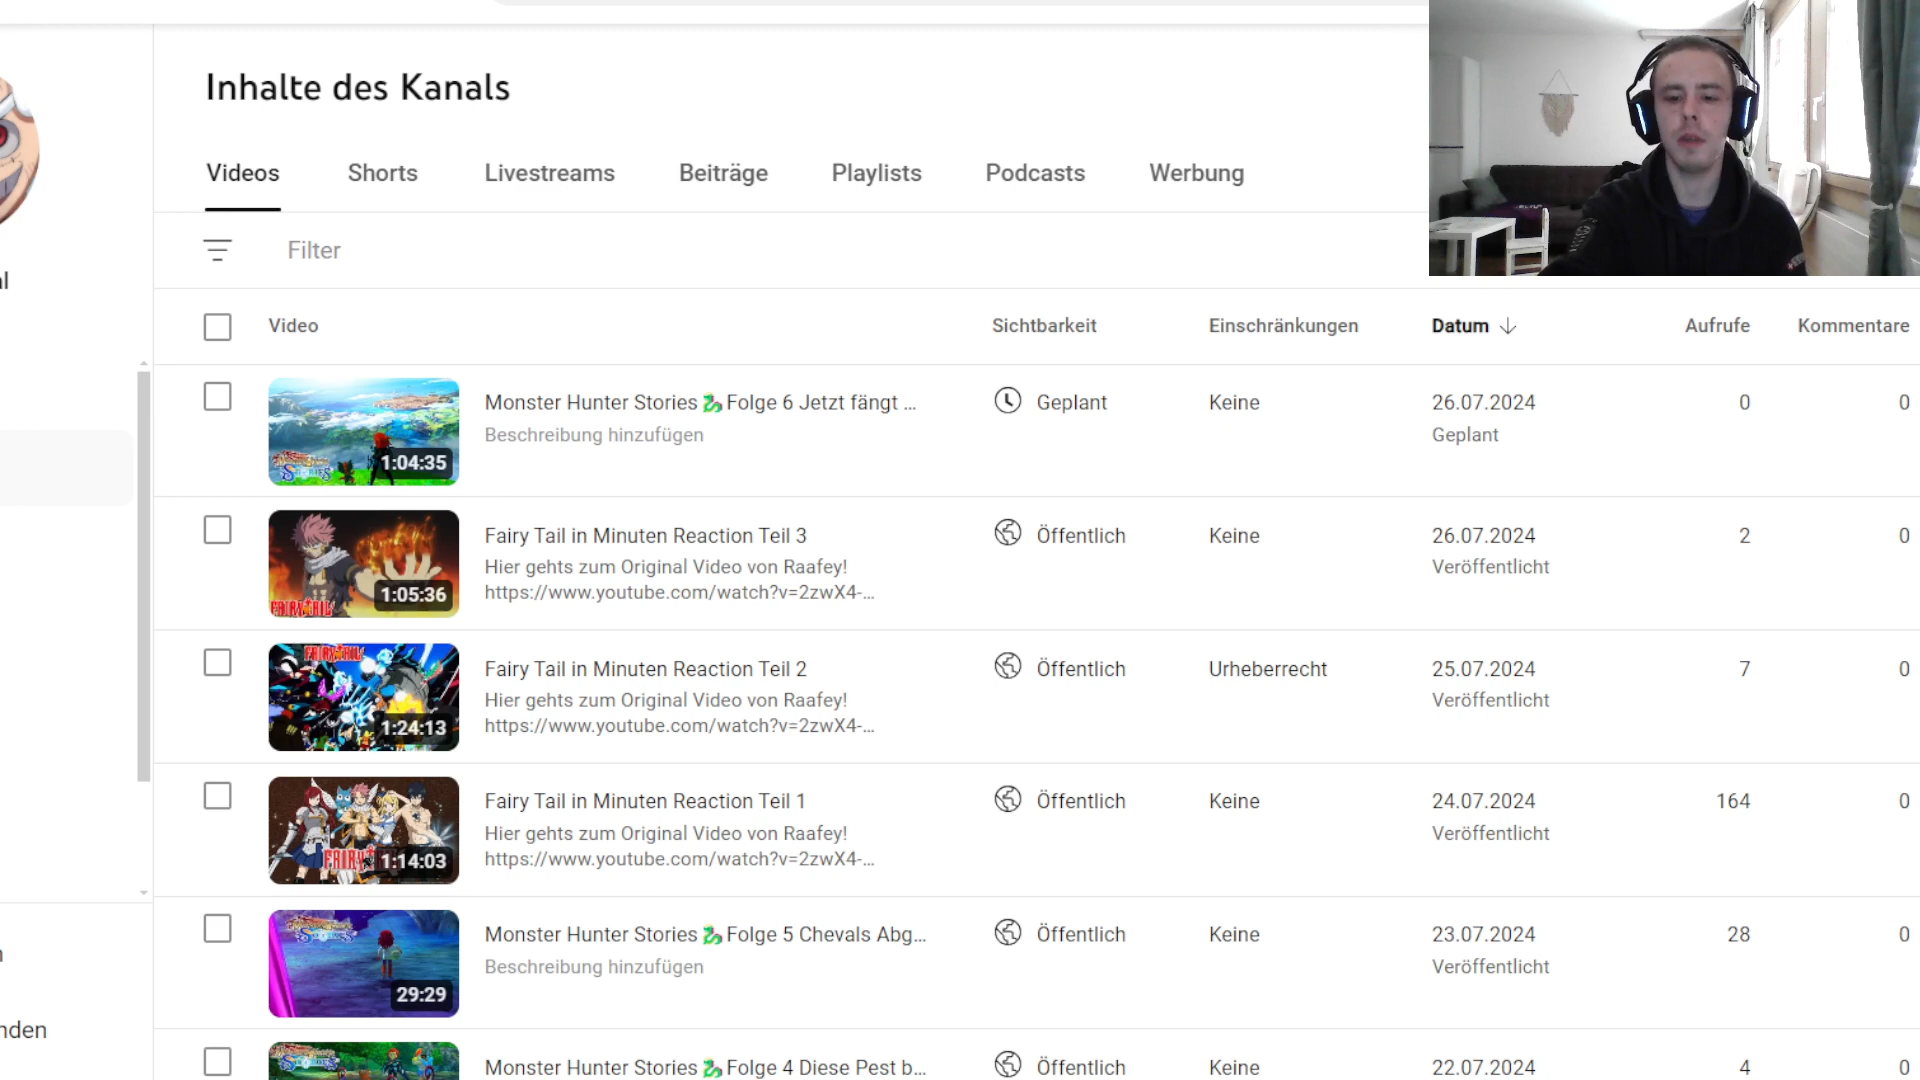 Inhalte des Kanals
Videos Shorts Livestreams Beiträge Playlists Podcasts Werbung
Filter
Video Sichtbarkeit Einschränkungen Datum Aufrufe Kommentare
Monster Hunter Stories🐉Folge 6 Jetzt fängt ... Geplant Keine 26.07.2024 0 0
Beschreibung hinzufügen Geplant
1:04:35
Fairy Tail in Minuten Reaction Teil 3 Öffentlich Keine 26.07.2024 2 0
Hier gehts zum Original Video von Raafey! Veröffentlicht
https://www.youtube.com/watch?v=2zwX4-...
FAIRY TAIL 1:05:36
FAIRY TAIL
Fairy Tail in Minuten Reaction Teil 2 Öffentlich Urheberrecht 25.07.2024 7 0
Hier gehts zum Original Video von Raafey! Veröffentlicht
https://www.youtube.com/watch?v=2zwX4-...
1:24:13
Fairy Tail in Minuten Reaction Teil 1 Öffentlich Keine 24.07.2024 164 0
Hier gehts zum Original Video von Raafey! Veröffentlicht
https://www.youtube.com/watch?v=2zwX4-...
FAIRY 1:14:03
Monster Hunter Stories🐉Folge 5 Chevals Abg... Öffentlich Keine 23.07.2024 28 0
Beschreibung hinzufügen Veröffentlicht
29:29
nden
Monster Hunter Stories🐉Folge 4 Diese Pest b... Öffentlich Keine 22.07.2024 4 0